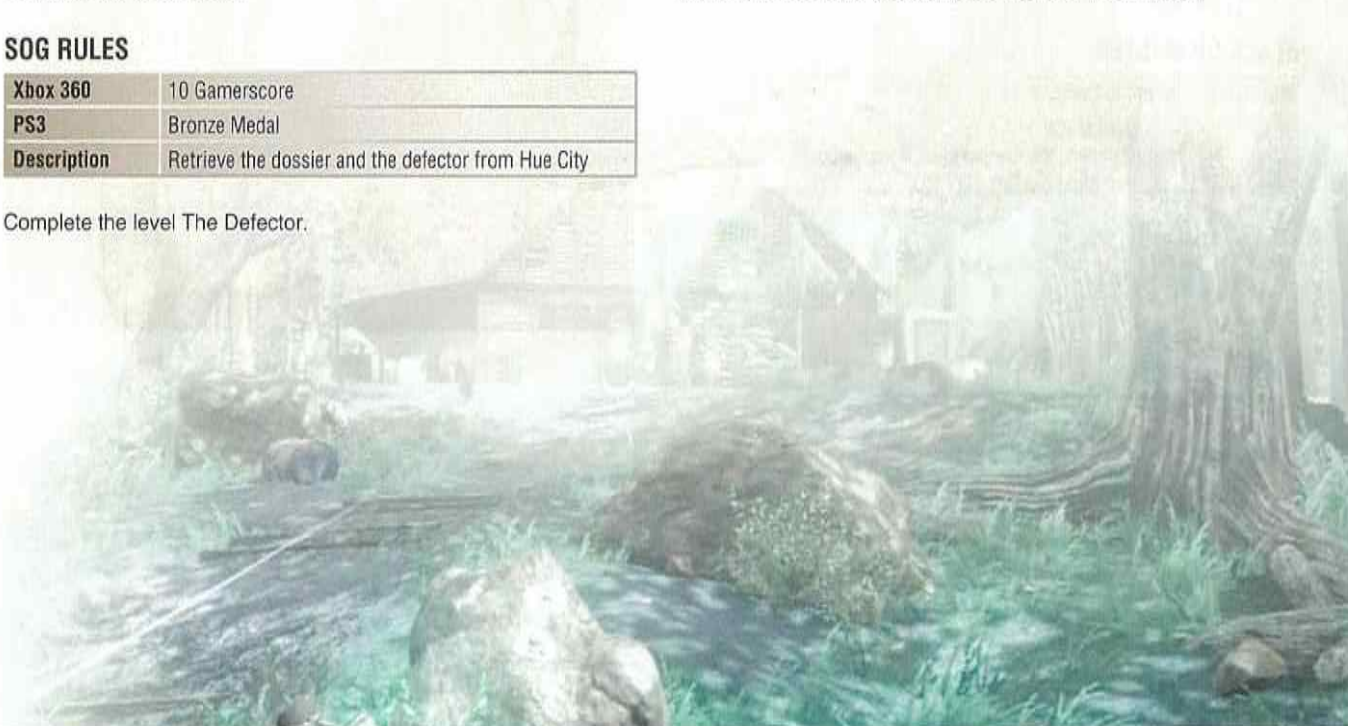 SOG RULES
Xbox 360 10 Gamerscore
PS3 Bronze Medal
Description Retrieve the dossier and the defector from Hue City
Complete the level The Defector.